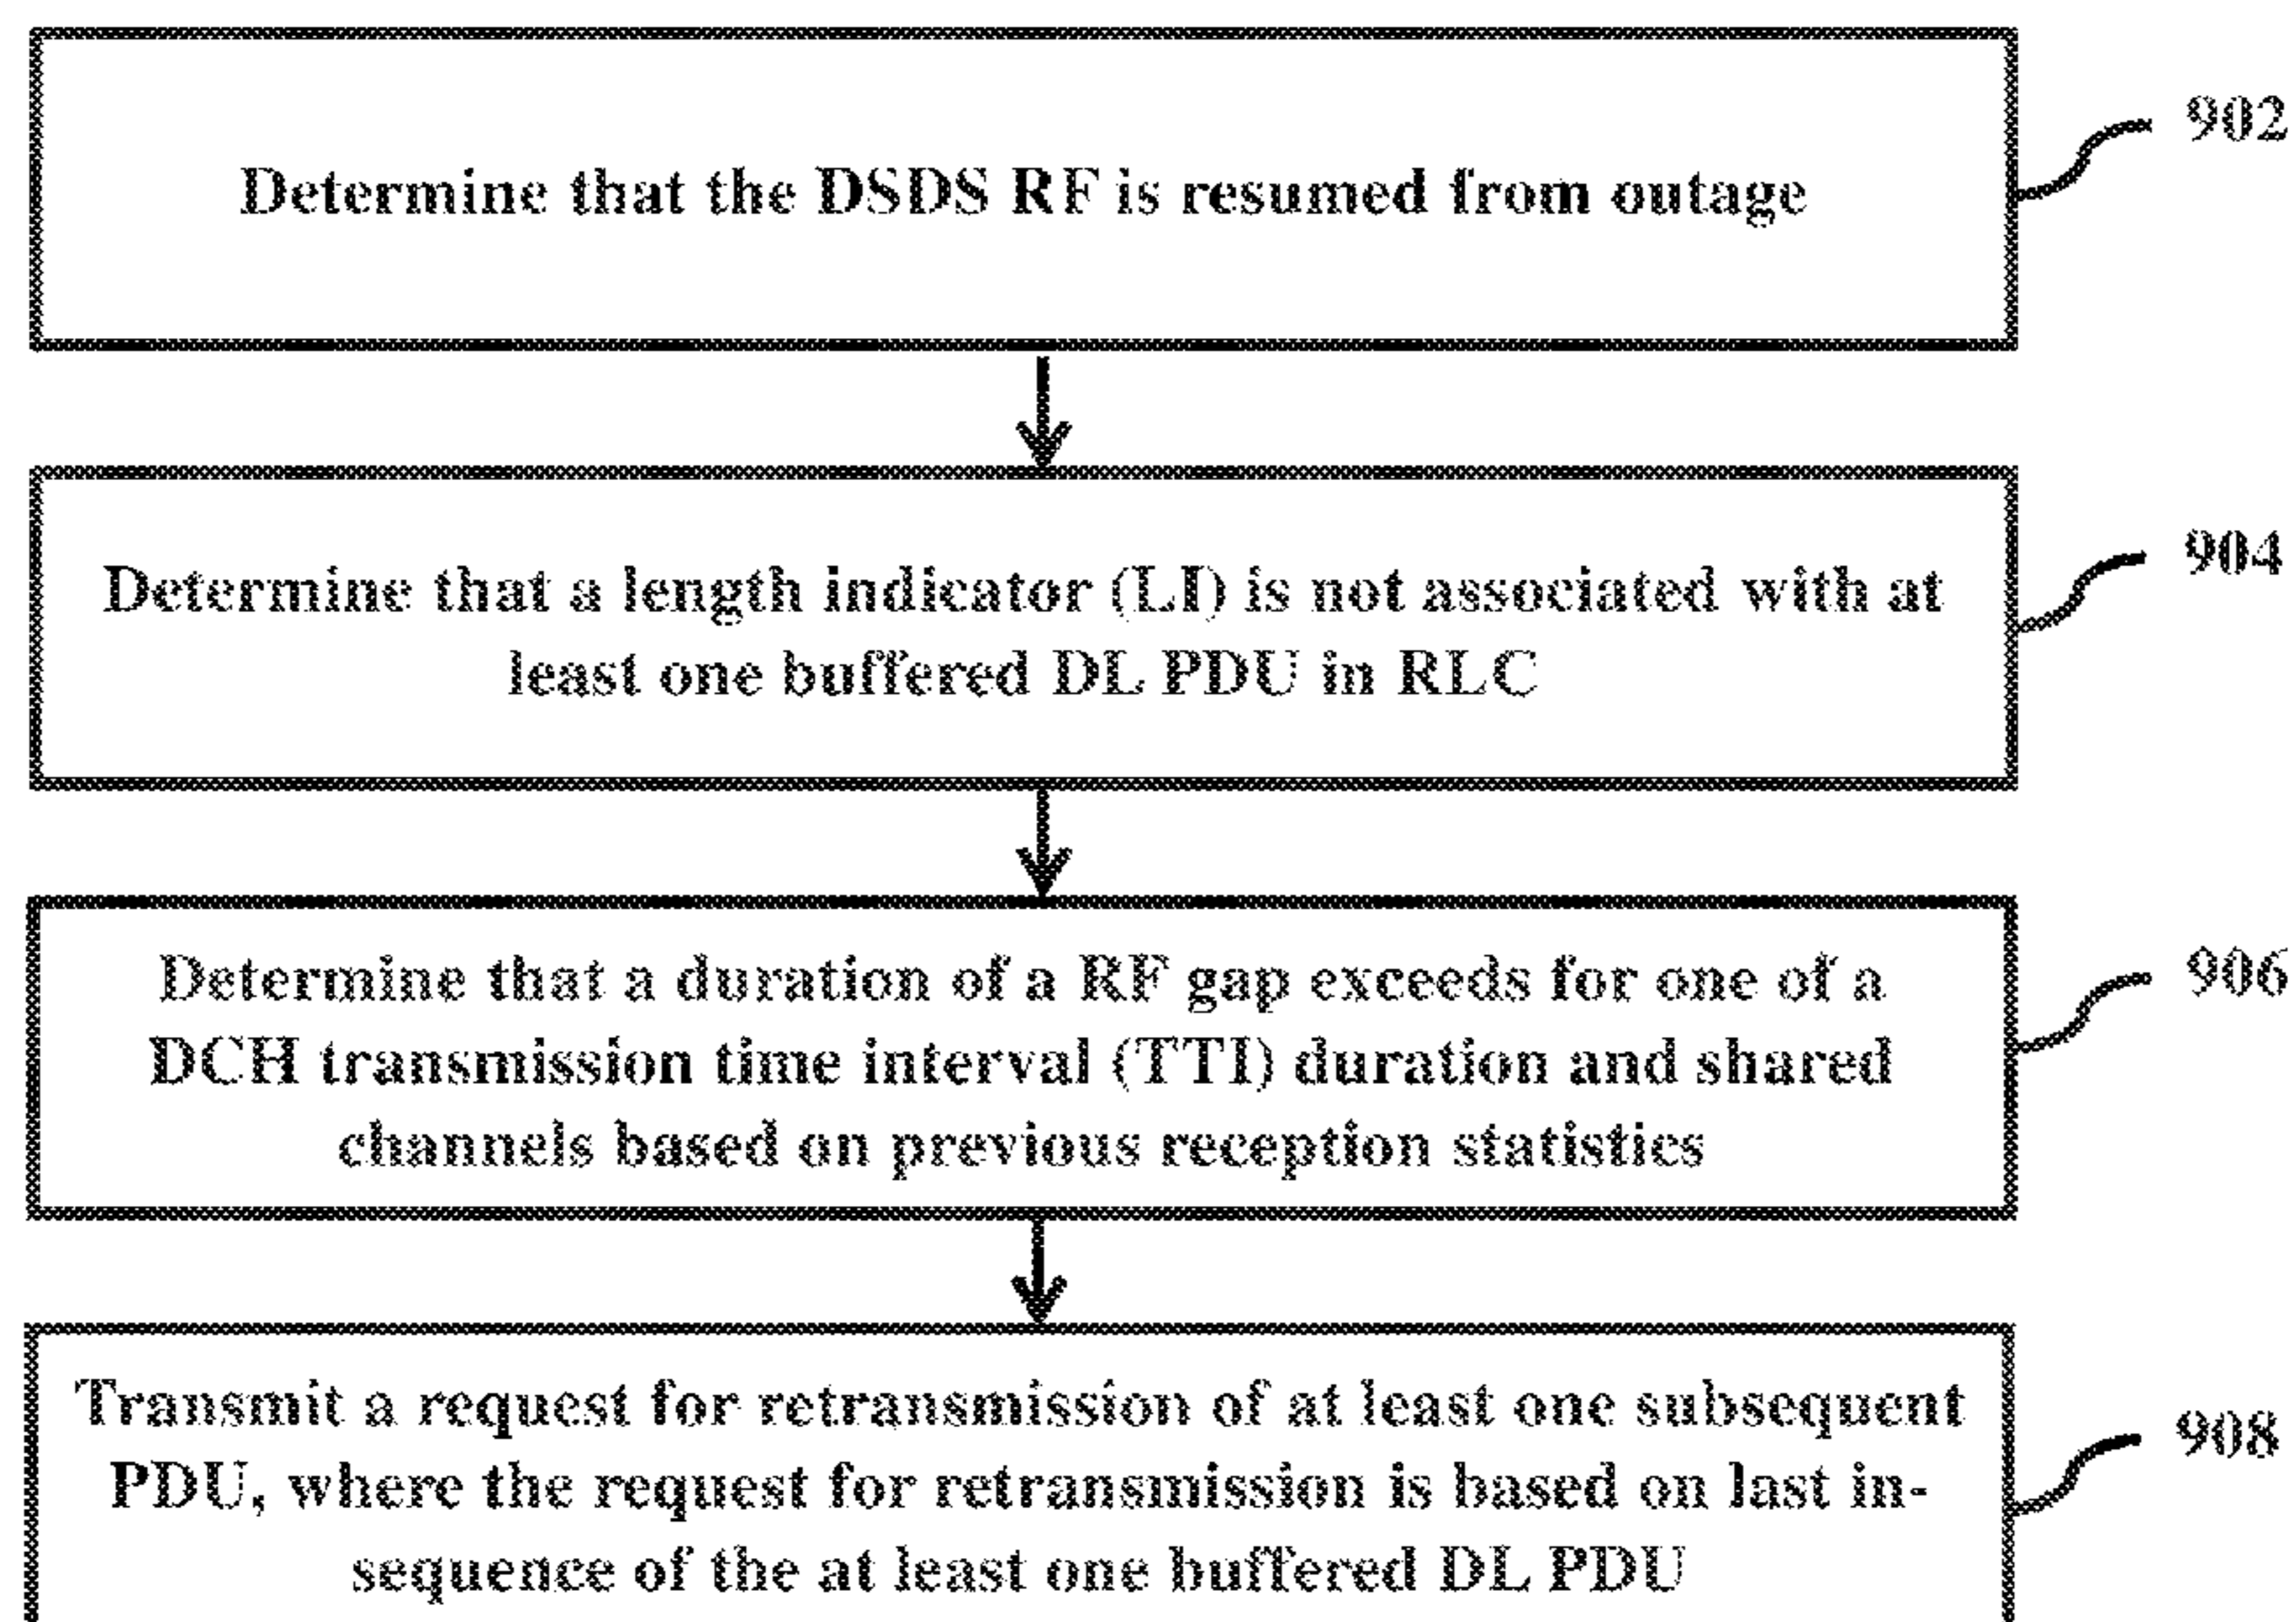 Determine that the DSDS RF is resumed from outage
902
Determine that a length indicator (LI) is not associated with at
least one buffered DL PDU in RLC
904
Determine that a duration of a RF gap exceeds for one of a
DCH transmission time interval (TTI) duration and shared
channels based on previous reception statistics
906
Transmit a request for retransmission of at least one subsequent
PDU, where the request for retransmission is based on last in-
sequence of the at least one buffered DL PDU
908